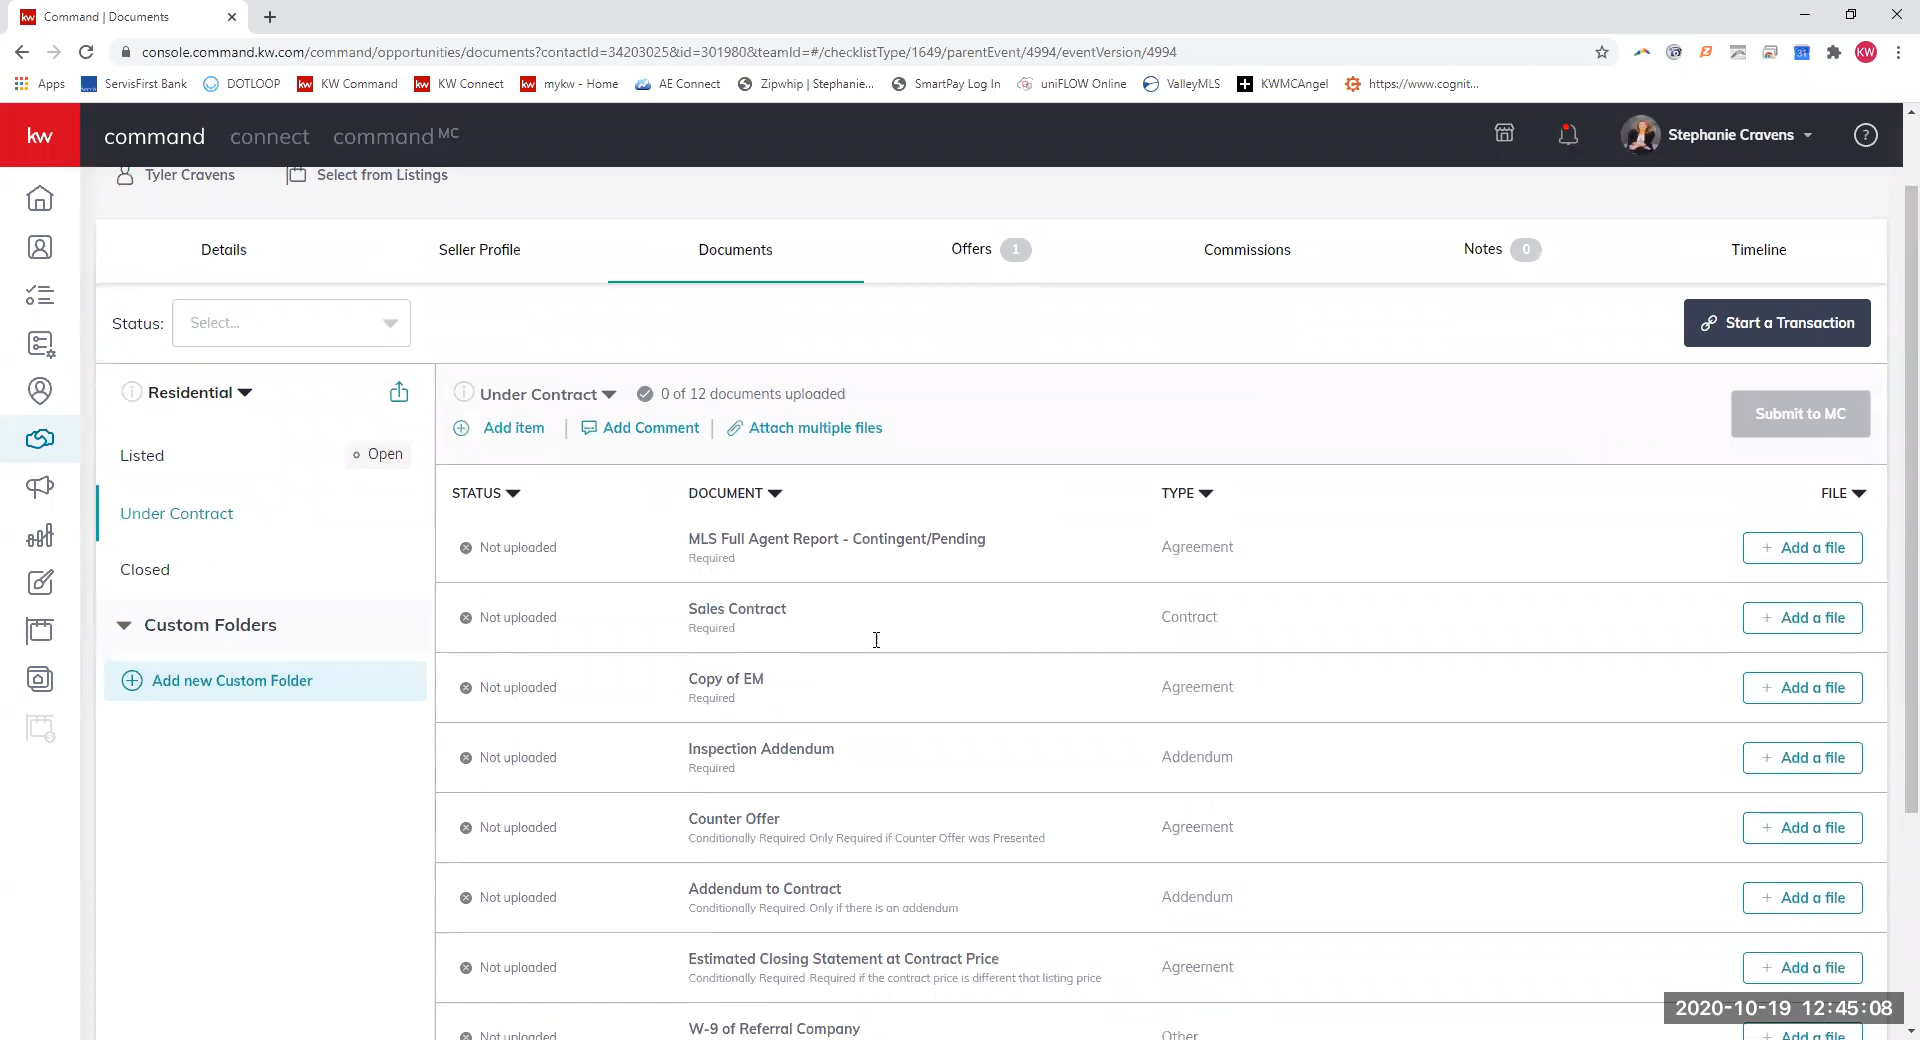 kw Command | Documents
console.command.kw.com/command/opportunities/documents?contactId=34203025&id=301980&teamId=#/checklistType/1649/parentEvent/4994/eventVersion/4994 31 KW
Apps ServisFirst Bank DOTLOOP kw KW Command kw KW Connect kw mykw - Home AE Connect Zipwhip | Stephanie... SmartPay Log In uniFLOW Online ValleyMLS KWMCAngel https://www.cognit...
kw command connect command MC Stephanie Cravens ?
Tyler Cravens Select from Listings
Details Seller Profile Documents Offers 1 Commissions Notes 0 Timeline
Status: Select... Start a Transaction
Residential
Under Contract 0 of 12 documents uploaded
Submit to MC
Add item | Add Comment | Attach multiple files
Listed Open
Under Contract
Closed
Custom Folders
Add new Custom Folder
STATUS DOCUMENT TYPE FILE
Not uploaded MLS Full Agent Report - Contingent/Pending Agreement + Add a file
Required
Not uploaded Sales Contract Contract + Add a file
Required
Not uploaded Copy of EM Agreement + Add a file
Required
Not uploaded Inspection Addendum Addendum + Add a file
Required
Not uploaded Counter Offer Agreement + Add a file
Conditionally Required Only Required if Counter Offer was Presented
Not uploaded Addendum to Contract Addendum + Add a file
Conditionally Required Only if there is an addendum
Not uploaded Estimated Closing Statement at Contract Price Agreement + Add a file
Conditionally Required Required if the contract price is different that listing price
Not uploaded W-9 of Referral Company Other Add a file
2020-10-19 12:45:08